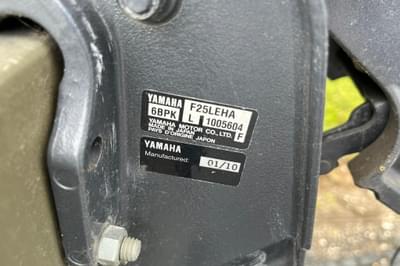 YAMAHA F25LEHA
6BPK L 1005604
YAMAHA MOTOR CO.,LTD. F
MADE IN JAPAN
PAYS D'ORIGINE JAPON
YAMAHA
Manufactured: 01/10